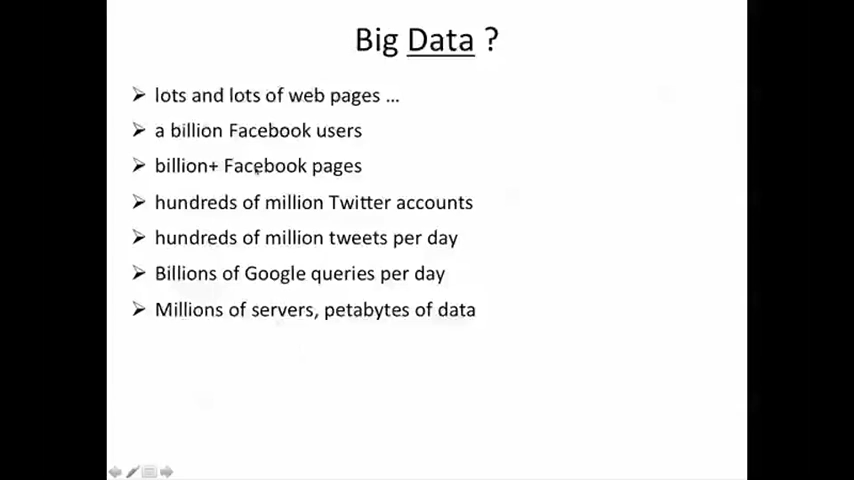 Big Data ?
lots and lots of web pages ...
a billion Facebook users
billion+ Facebook pages
hundreds of million Twitter accounts
hundreds of million tweets per day
Billions of Google queries per day
Millions of servers, petabytes of data